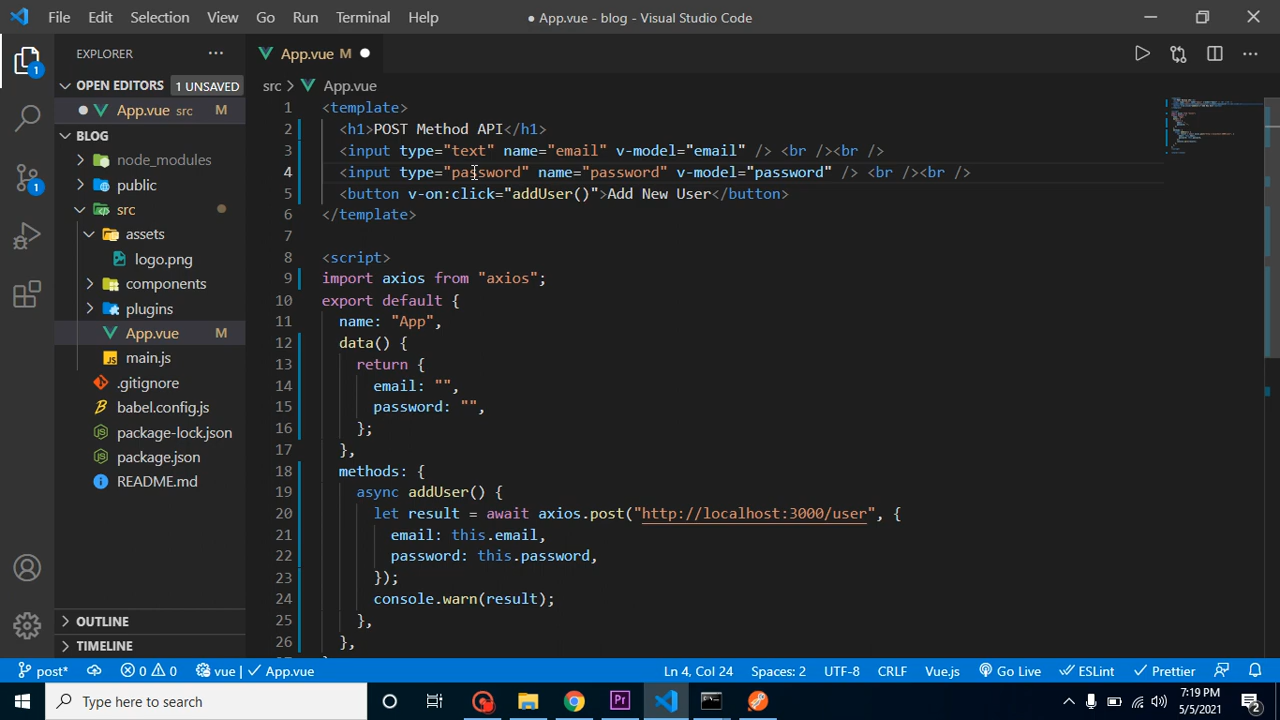 File Edit Selection View Go Run Terminal Help
● App.vue - blog - Visual Studio Code
EXPLORER
OPEN EDITORS 1 UNSAVED
App.vue src M
BLOG
node_modules
public
src
assets
logo.png
components
plugins
App.vue M
main.js
.gitignore
babel.config.js
package-lock.json
package.json
README.md
OUTLINE
TIMELINE
1
1
App.vue M
src App.vue
1 <template>
2 <h1>POST Method API</h1>
3 <input type="text" name="email" v-model="email" /> <br /><br />
4 <input type="password" name="password" v-model="password" /> <br /><br />
5 <button v-on:click="addUser()">Add New User</button>
6 </template>
7
8 <script>
9 import axios from "axios";
10 export default {
11 name: "App",
12 data() {
13 return {
14 email: "",
15 password: "",
16 };
17 },
18 methods: {
19 async addUser() {
20 let result = await axios.post("http://localhost:3000/user", {
21 email: this.email,
22 password: this.password,
23 });
24 console.warn(result);
25 },
26 },
post* 0 0 vue | App.vue Ln 4, Col 24 Spaces: 2 UTF-8 CRLF Vue.js Go Live ESLint Prettier
Type here to search
Pr
7:19 PM
5/5/2021
2